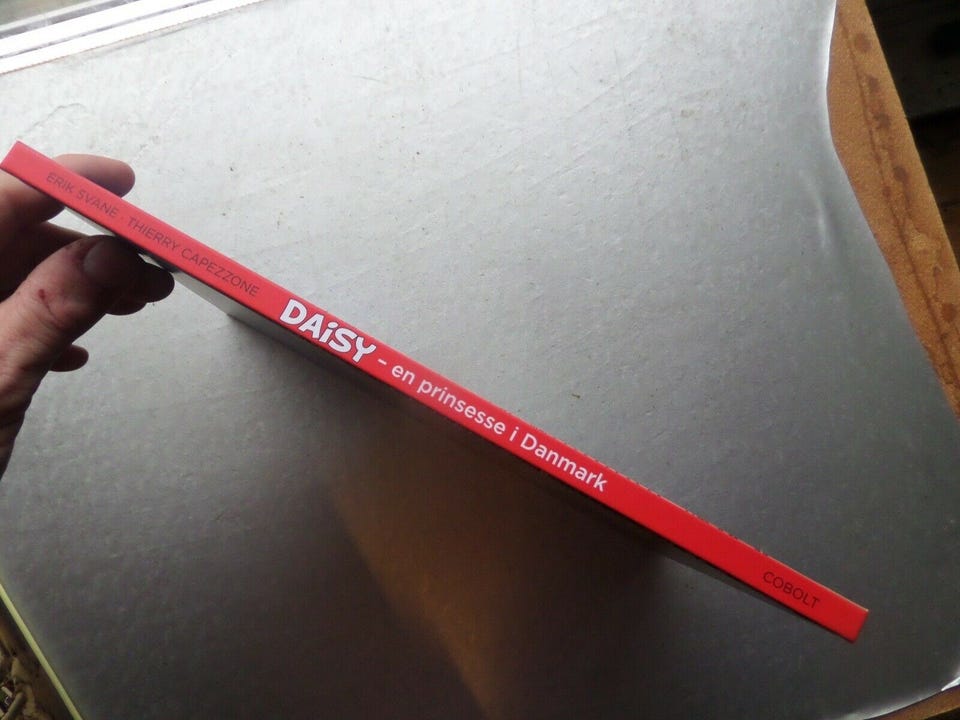 ERIK SVANE · THIERRY CAPEZZONE DAiSY – en prinsesse i Danmark COBOLT